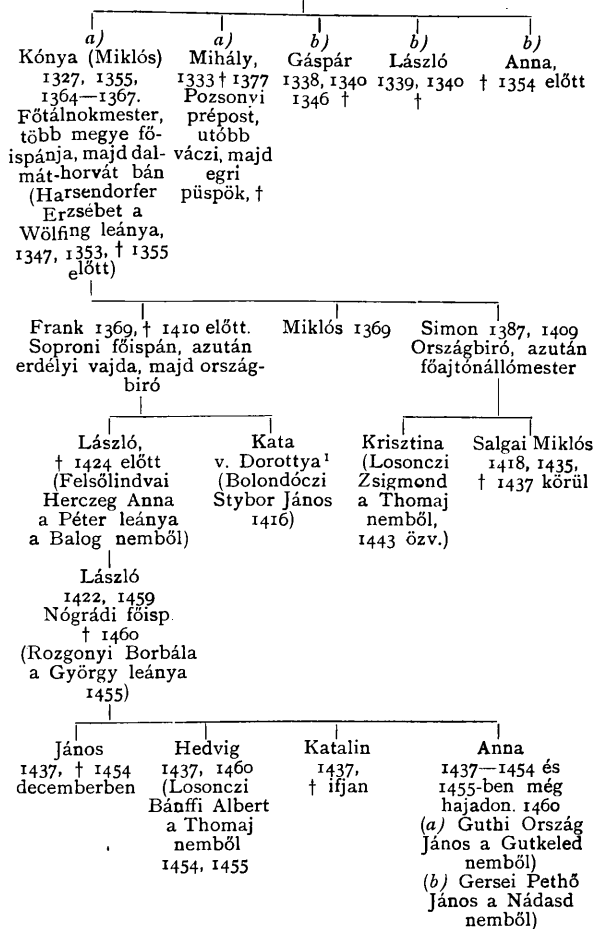 a)
Kónya (Miklós)
1327, 1355,
1364—1367.
Főtálnokmester,
több megye fő-
ispánja, majd dal-
mát-horvát bán
(Harsendorfer
Erzsébet a
Wölfing leánya,
1347, 1353, † 1355
előtt)
a)
Mihály,
1333 † 1377
Pozsonyi
prépost,
utóbb
váczi, majd
egri
püspök, †
b)
Gáspár
1338, 1340
1346 †
b)
László
1339, 1340
†
b)
Anna,
† 1354 előtt
Frank 1369, † 1410 előtt.
Soproni főispán, azután
erdélyi vajda, majd ország-
biró
Miklós 1369
Simon 1387, 1409
Országbiró, azután
főajtónállómester
László,
† 1424 előtt
(Felsőlindvai
Herczeg Anna
a Péter leánya
a Balog nemből)
Kata
v. Dorottya¹
(Bolondóczi
Stybor János
1416)
Krisztina
(Losonczi
Zsigmond
a Thomaj
nemből,
1443 özv.)
Salgai Miklós
1418, 1435,
† 1437 körül
László
1422, 1459
Nógrádi főisp.
† 1460
(Rozgonyi Borbála
a György leánya
1455)
János
1437, † 1454
decemberben
Hedvig
1437, 1460
(Losonczi
Bánffi Albert
a Thomaj
nemből
1454, 1455
Katalin
1437,
† ifjan
Anna
1437—1454 és
1455-ben még
hajadon. 1460
(a) Guthi Ország
János a Gutkeled
nemből)
(b) Gersei Pethő
János a Nádasd
nemből)